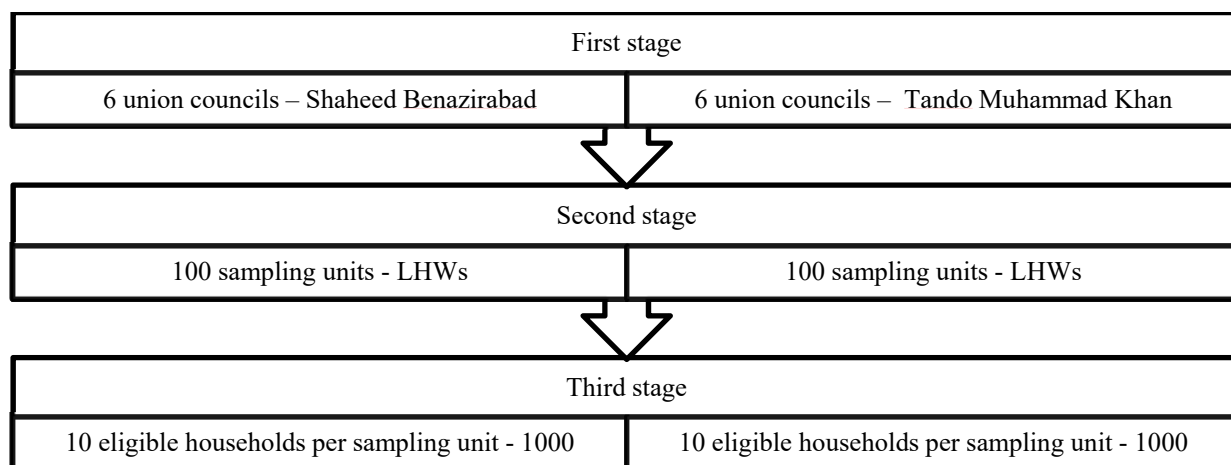 First stage
6 union councils – Shaheed Benazirabad
6 union councils – Tando Muhammad Khan
Second stage
100 sampling units - LHWs
100 sampling units - LHWs
Third stage
10 eligible households per sampling unit - 1000
10 eligible households per sampling unit - 1000